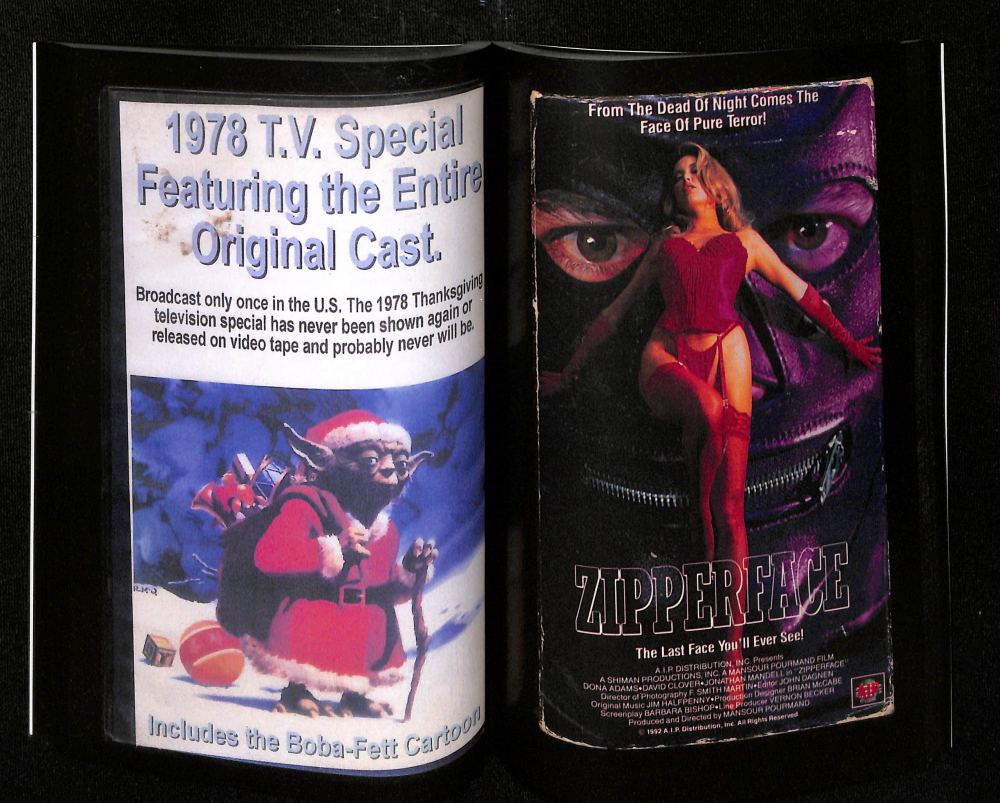 1978 T.V. Special
Featuring the Entire
Original Cast.
Broadcast only once in the U.S. The 1978 Thanksgiving
television special has never been shown again or
released on video tape and probably never will be.
R.M.Q
Includes the Boba-Fett Cartoon
From The Dead Of Night Comes The
Face Of Pure Terror!
ZIPPERFACE
The Last Face You'll Ever See!
A.I.P. DISTRIBUTION, INC. Presents
A SHIMAN PRODUCTIONS, INC. A MANSOUR POURMAND FILM
DONA ADAMS•DAVID CLOVER•JONATHAN MANDELL in "ZIPPERFACE"
Director of Photography F. SMITH MARTIN•Editor JOHN DAGNEN
Original Music JIM HALFPENNY•Production Designer BRIAN McCABE
Screenplay BARBARA BISHOP•Line Producer VERNON BECKER
Produced and Directed by MANSOUR POURMAND
© 1992 A.I.P. Distribution, Inc. All Rights Reserved
AIP